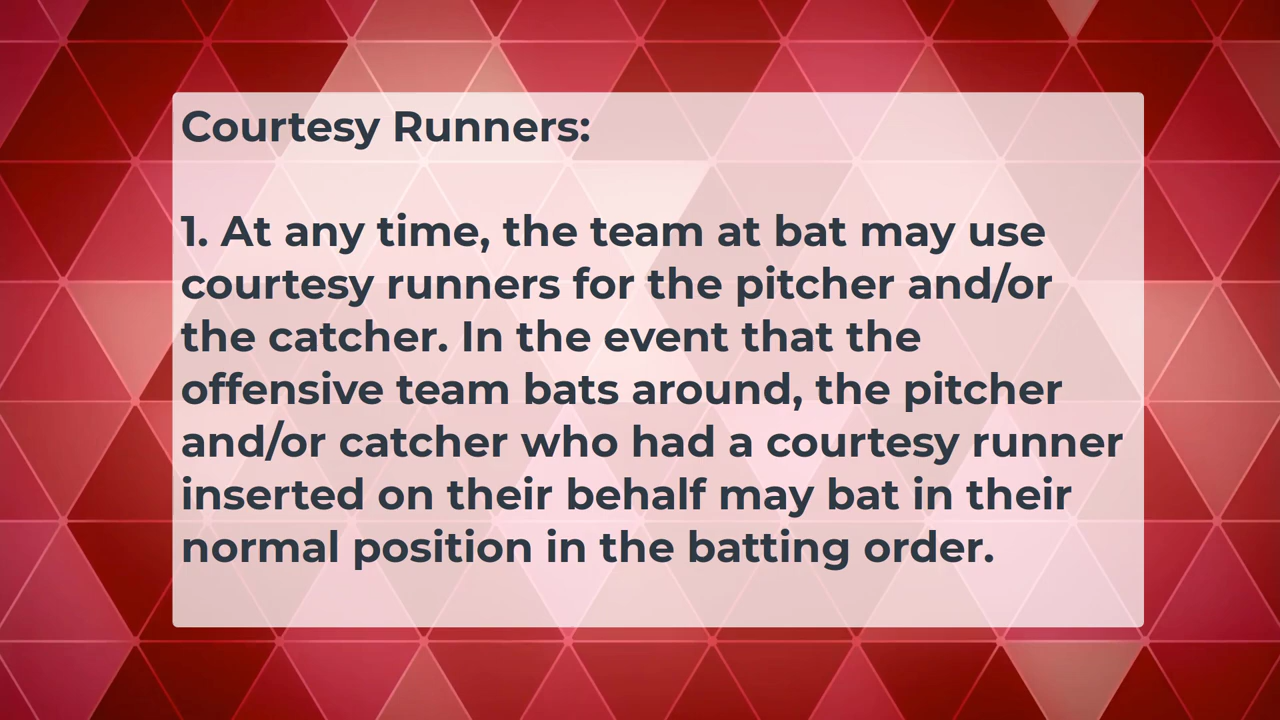 Courtesy Runners:
1. At any time, the team at bat may use
courtesy runners for the pitcher and/or
the catcher. In the event that the
offensive team bats around, the pitcher
and/or catcher who had a courtesy runner
inserted on their behalf may bat in their
normal position in the batting order.